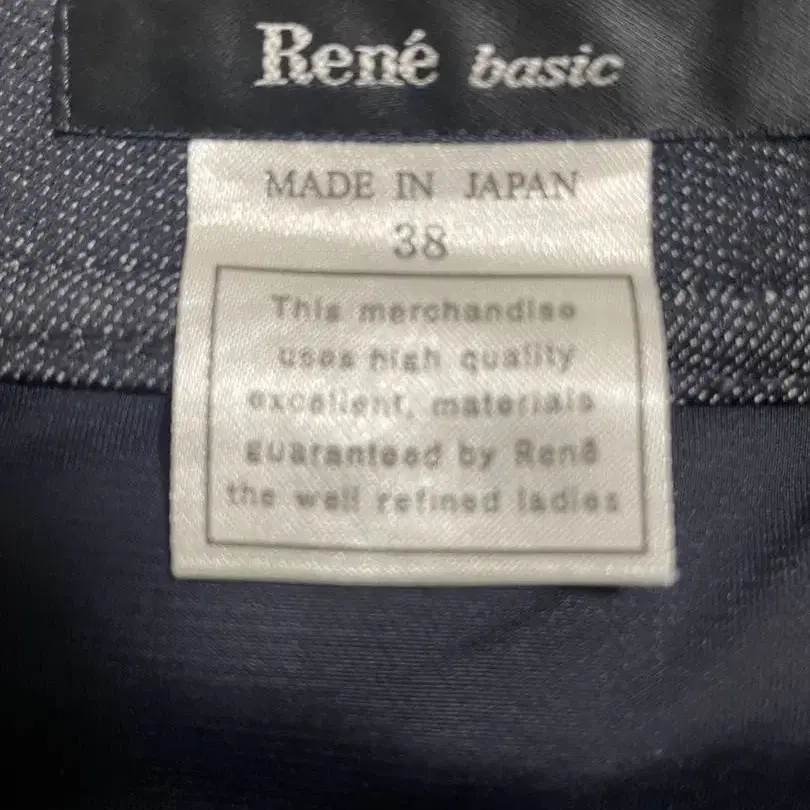 René basic
MADE IN JAPAN
38
This merchandise
uses high quality
excellent, materials
guaranteed by René
the well refined ladies